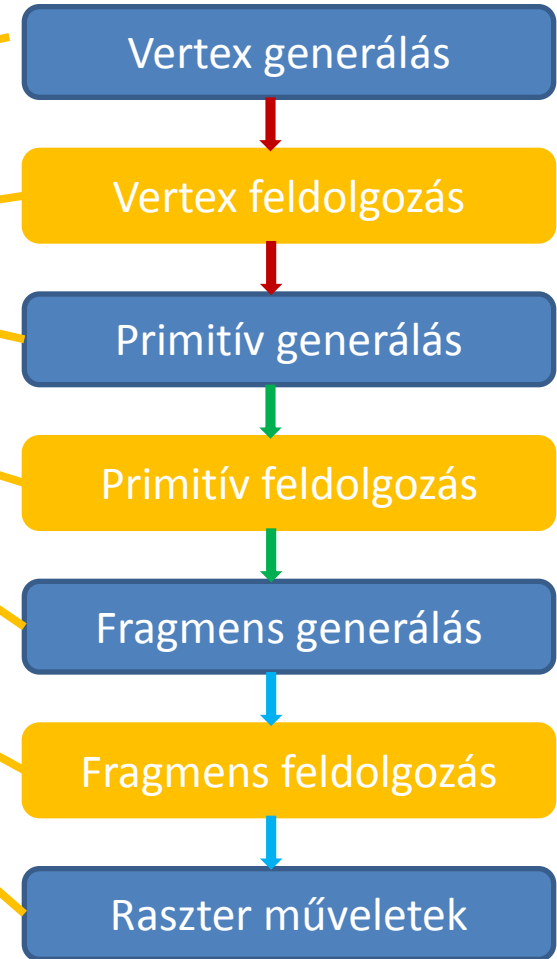 Vertex generálás
Vertex feldolgozás
Primitív generálás
Primitív feldolgozás
Fragmens generálás
Fragmens feldolgozás
Raszter műveletek